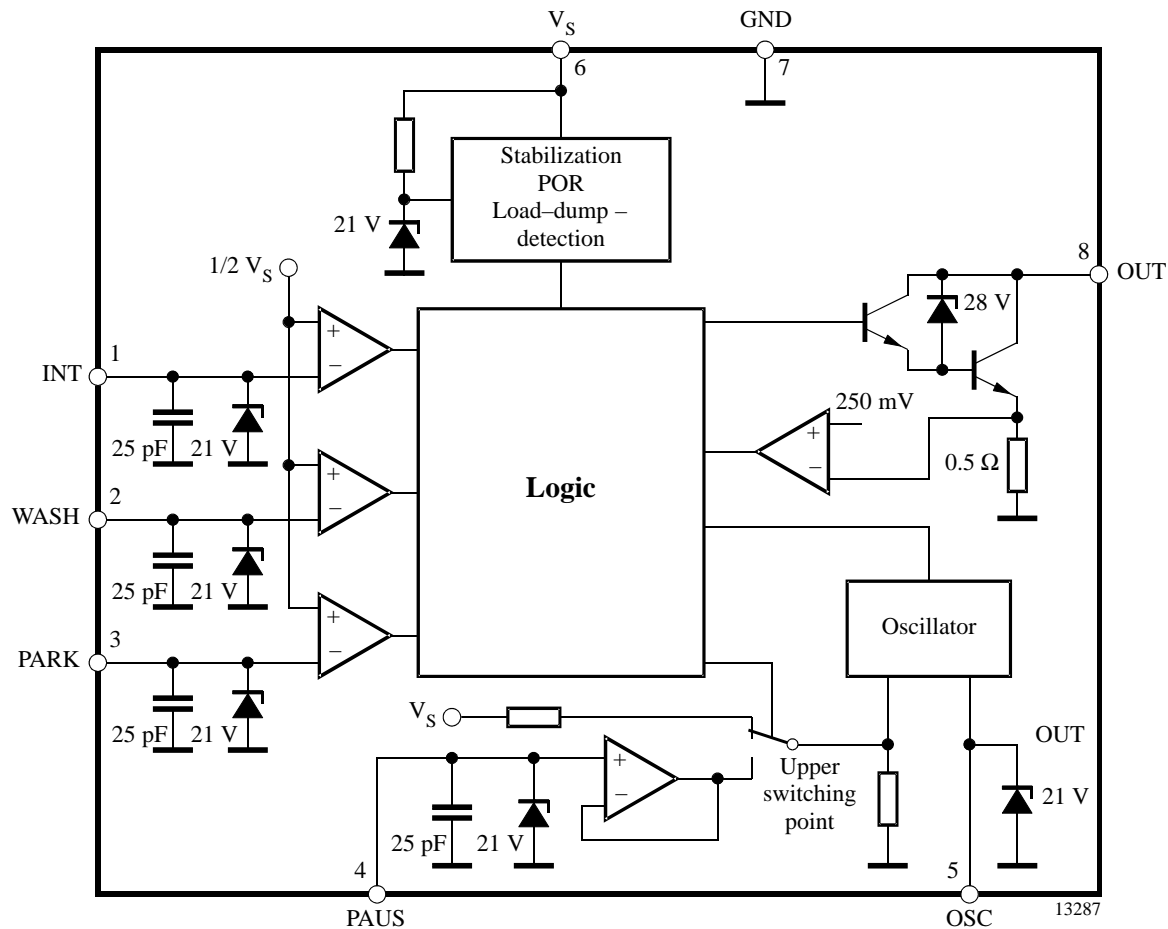 V_S
GND
6
7
Stabilization
POR
Load–dump –
detection
21 V
1/2 V_S
8
OUT
28 V
+
−
1
INT
25 pF
21 V
250 mV
+
−
0.5 Ω
Logic
+
−
2
WASH
25 pF
21 V
+
−
3
PARK
25 pF
21 V
Oscillator
V_S
OUT
+
−
Upper
switching
point
21 V
25 pF
21 V
4
5
PAUS
OSC
13287